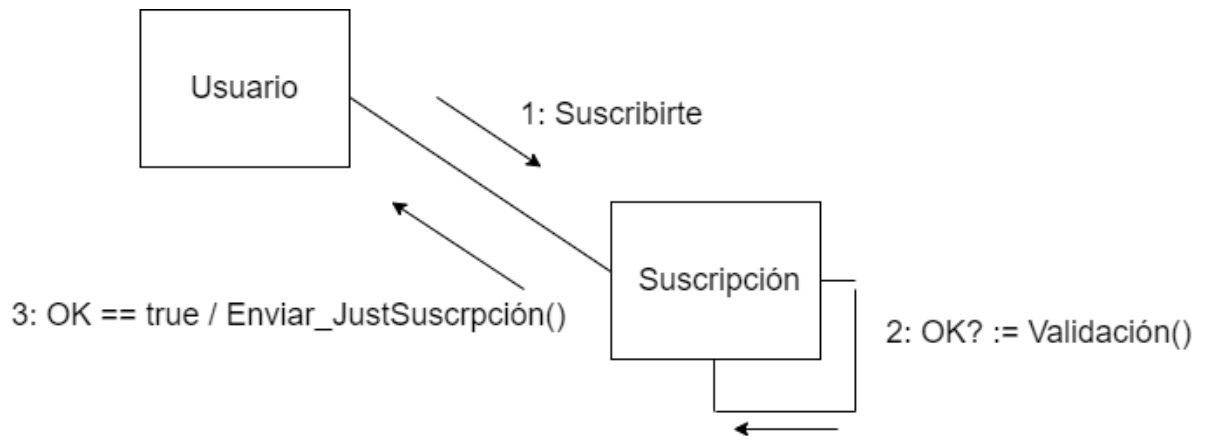 Usuario
1: Suscribirte
Suscripción
3: OK == true / Enviar_JustSuscrpción()
2: OK? := Validación()